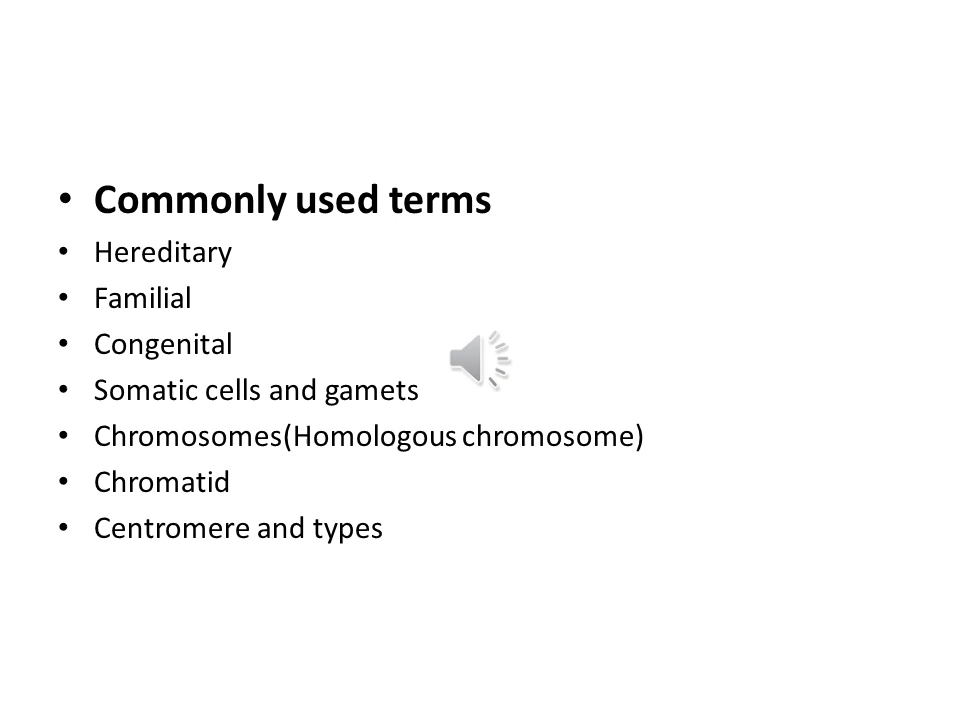 • Commonly used terms
• Hereditary
• Familial
• Congenital
• Somatic cells and gamets
• Chromosomes(Homologous chromosome)
• Chromatid
• Centromere and types